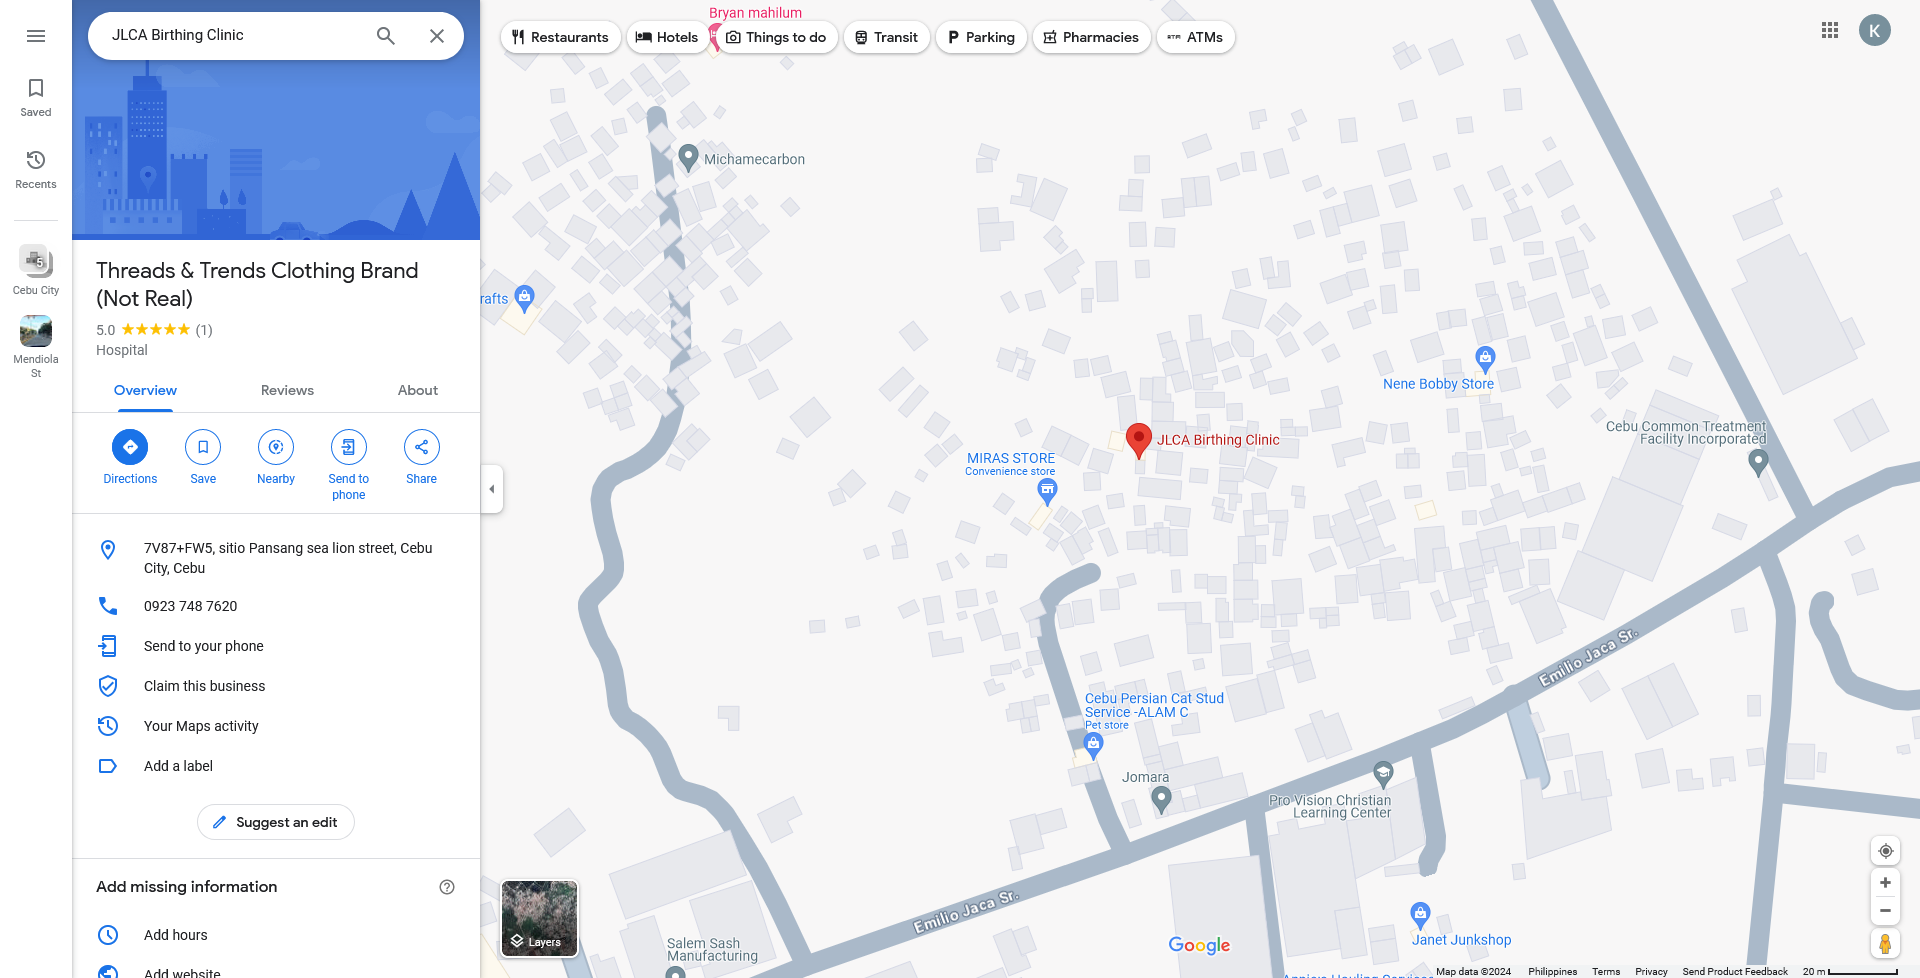 JLCA Birthing Clinic
Saved
Recents
5
Cebu City
Mendiola
St
Threads & Trends Clothing Brand
(Not Real)
5.0 (1)
Hospital
Overview
Reviews
About
Directions
Save
Nearby
Send to
phone
Share
7V87+FW5, sitio Pansang sea lion street, Cebu
City, Cebu
0923 748 7620
Send to your phone
Claim this business
Your Maps activity
Add a label
Suggest an edit
Add missing information
Add hours
Add website
Bryan mahilum
Restaurants
Hotels
Things to do
Transit
Parking
Pharmacies
ATM
ATMs
K
Michamecarbon
rafts
Nene Bobby Store
Cebu Common Treatment
Facility Incorporated
JLCA Birthing Clinic
MIRAS STORE
Convenience store
Emilio Jaca Sr.
Cebu Persian Cat Stud
Service -ALAM C
Pet store
Jomara
Pro Vision Christian
Learning Center
Emilio Jaca Sr.
Salem Sash
Manufacturing
Janet Junkshop
Annie's Hauling Services
Layers
Google
Map data ©2024
Philippines
Terms
Privacy
Send Product Feedback
20 m